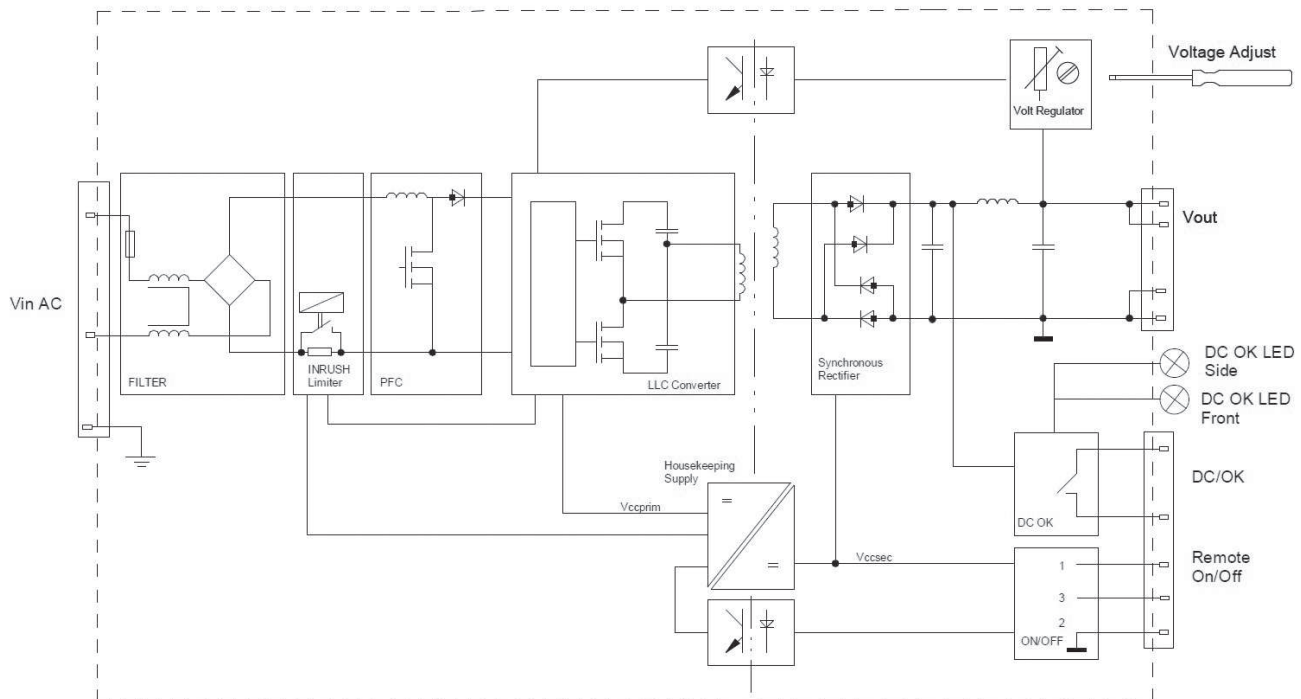 Voltage Adjust
Volt Regulator
Vin AC
Vout
FILTER
INRUSH
Limiter
PFC
LLC Converter
Synchronous
Rectifier
DC OK LED
Side
DC OK LED
Front
Housekeeping
Supply
Vccprim
DC OK
DC/OK
Vccsec
Remote
On/Off
1
3
2
ON/OFF